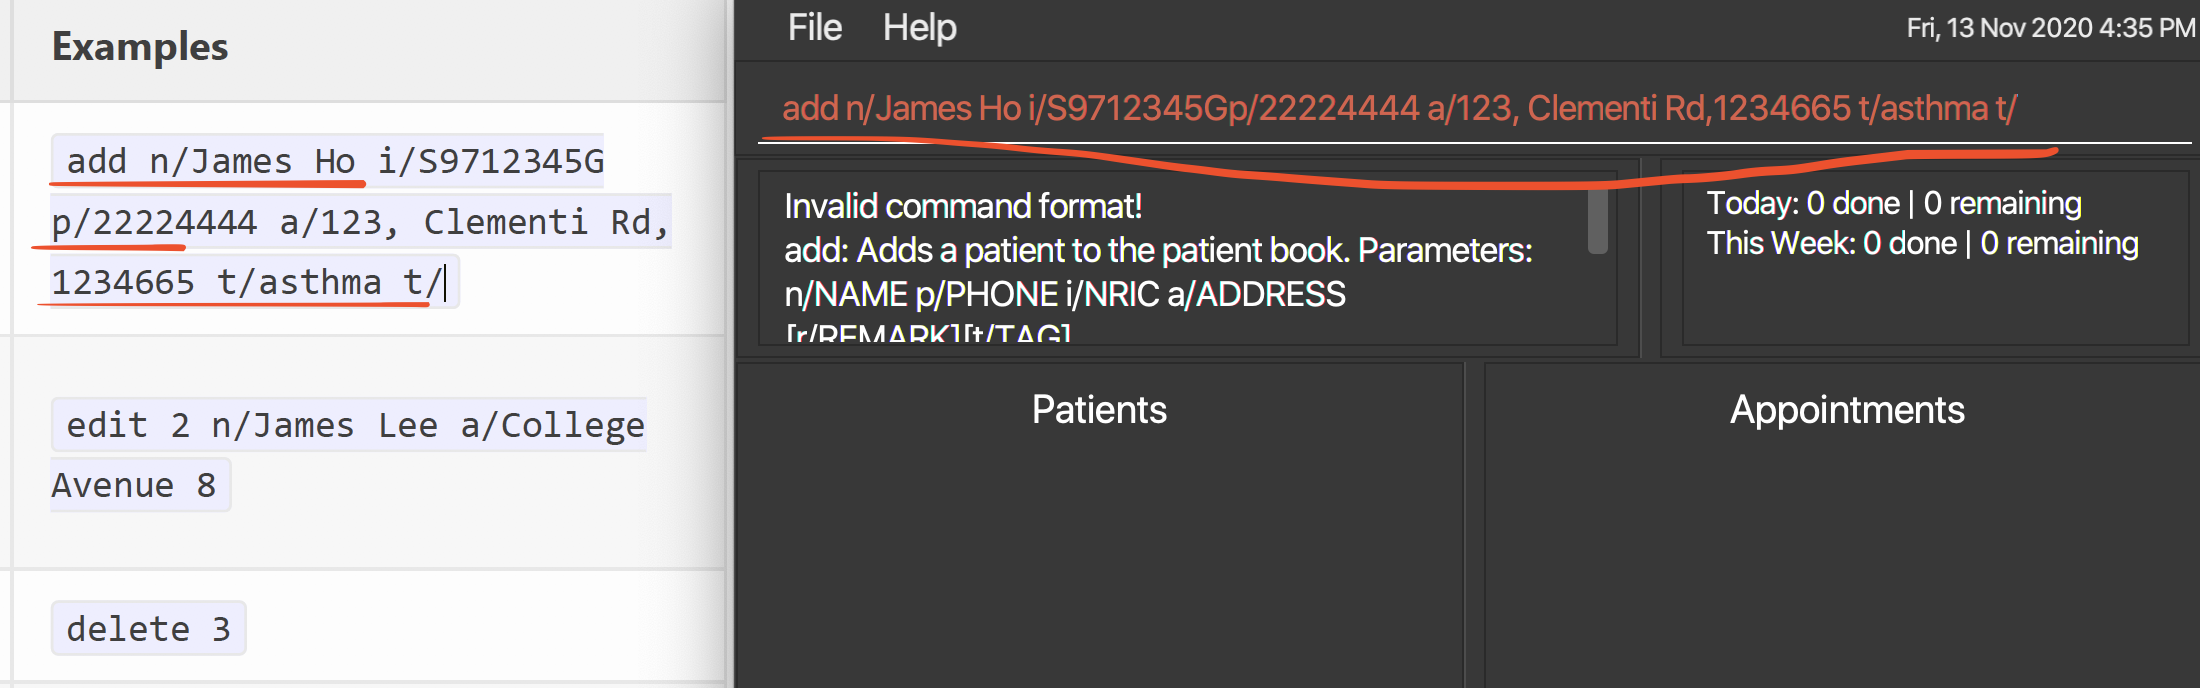 Examples
add n/James Ho i/S9712345G
p/22224444 a/123, Clementi Rd,
1234665 t/asthma t/
edit 2 n/James Lee a/College
Avenue 8
delete 3
File Help
Fri, 13 Nov 2020 4:35 PM
add n/James Ho i/S9712345Gp/22224444 a/123, Clementi Rd,1234665 t/asthma t/
Invalid command format!
add: Adds a patient to the patient book. Parameters:
n/NAME p/PHONE i/NRIC a/ADDRESS
[r/REMARK][t/TAG]
Today: 0 done | 0 remaining
This Week: 0 done | 0 remaining
Patients
Appointments